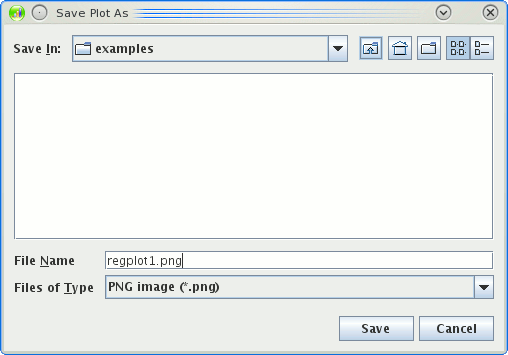 Save Plot As
Save In: examples
File Name regplot1.png
Files of Type PNG image (*.png)
Save Cancel